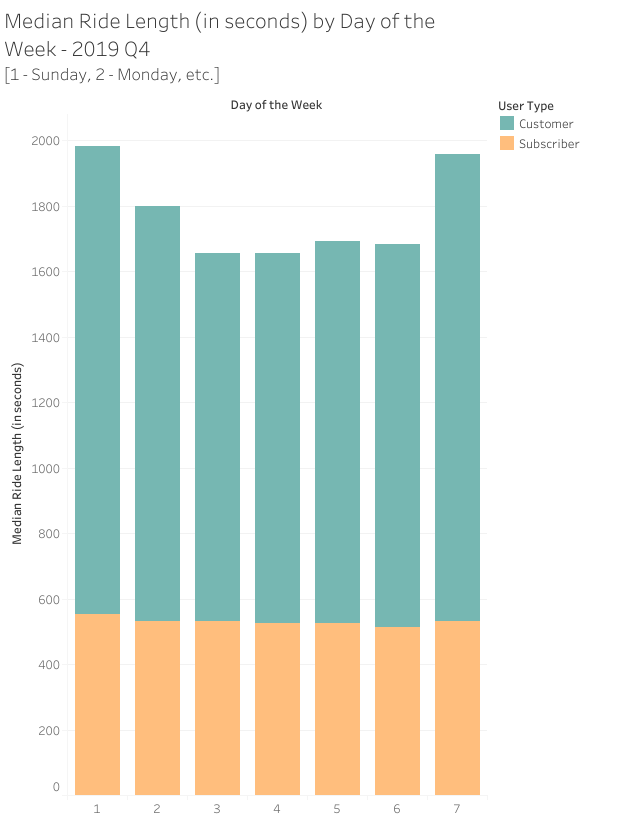 Median Ride Length (in seconds) by Day of the
Week - 2019 Q4
[1 - Sunday, 2 - Monday, etc.]
Day of the Week
User Type
Customer
Subscriber
Median Ride Length (in seconds)
2000
1800
1600
1400
1200
1000
800
600
400
200
0
1 2 3 4 5 6 7